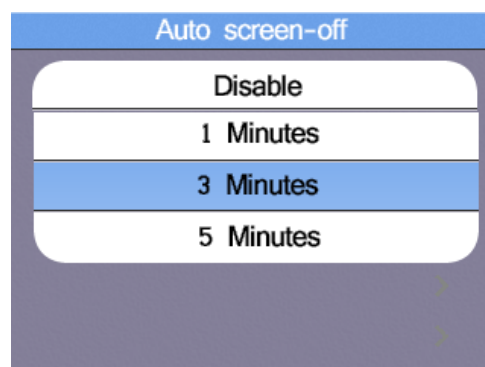 Auto screen-off
Disable
1 Minutes
3 Minutes
5 Minutes